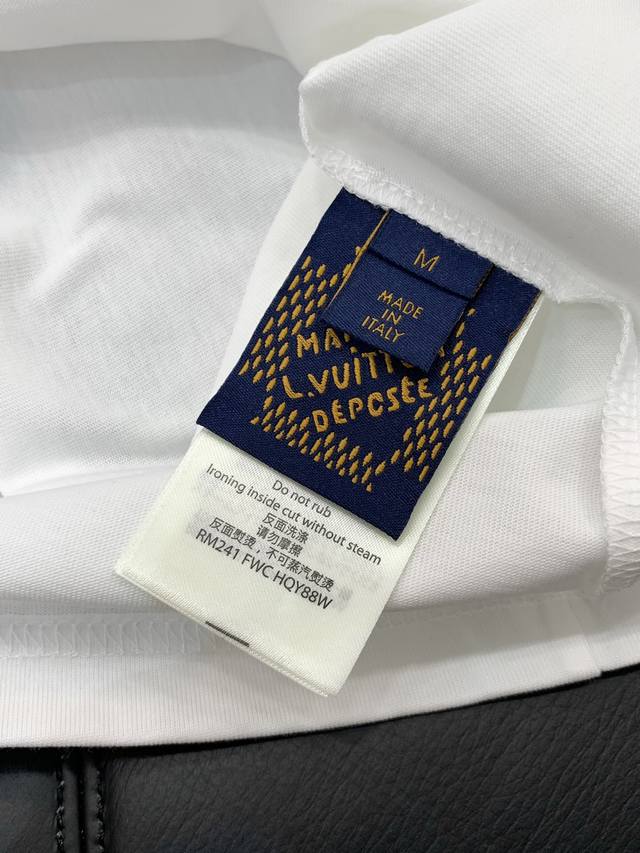 M
MADE
IN
ITALY
L.VUITT
DÉPOSÉE
Do not rub
Ironing inside cut without steam
反面洗涤
请勿摩擦
反面熨烫，不可蒸汽熨烫
RM241 FWC HQY88W